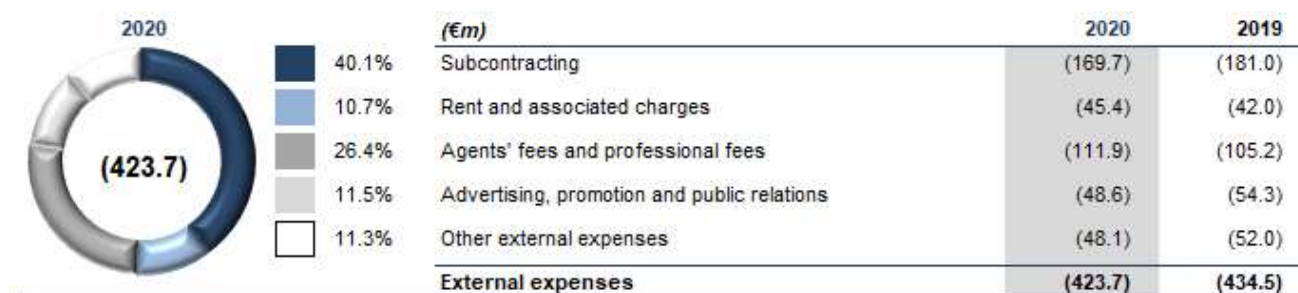 2020 (€m) 2020 2019
40.1% Subcontracting (169.7) (181.0)
10.7% Rent and associated charges (45.4) (42.0)
(423.7)
26.4% Agents' fees and professional fees (111.9) (105.2)
11.5% Advertising, promotion and public relations (48.6) (54.3)
11.3% Other external expenses (48.1) (52.0)
External expenses (423.7) (434.5)